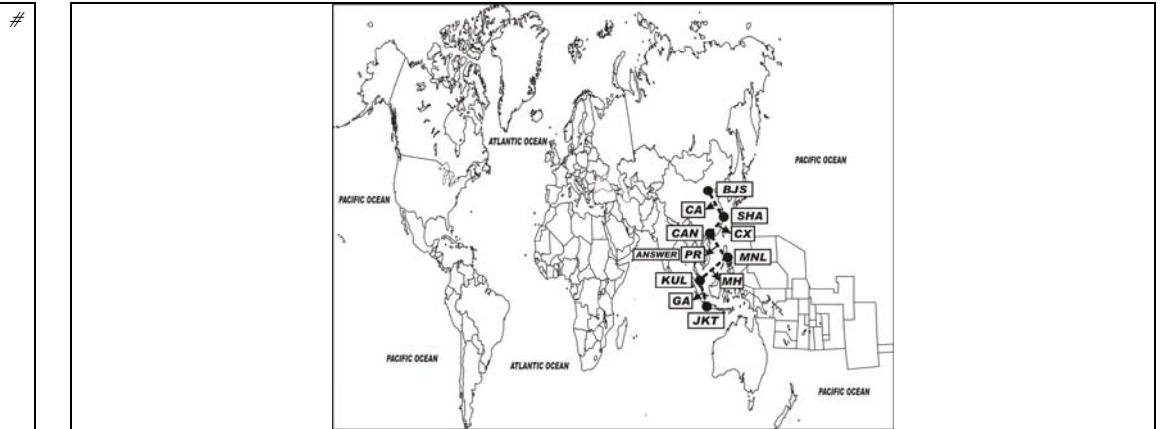 #
ATLANTIC OCEAN
PACIFIC OCEAN
PACIFIC OCEAN
BJS
CA
SHA
CAN
CX
ANSWER PR
MNL
KUL
MH
GA
JKT
PACIFIC OCEAN
ATLANTIC OCEAN
PACIFIC OCEAN